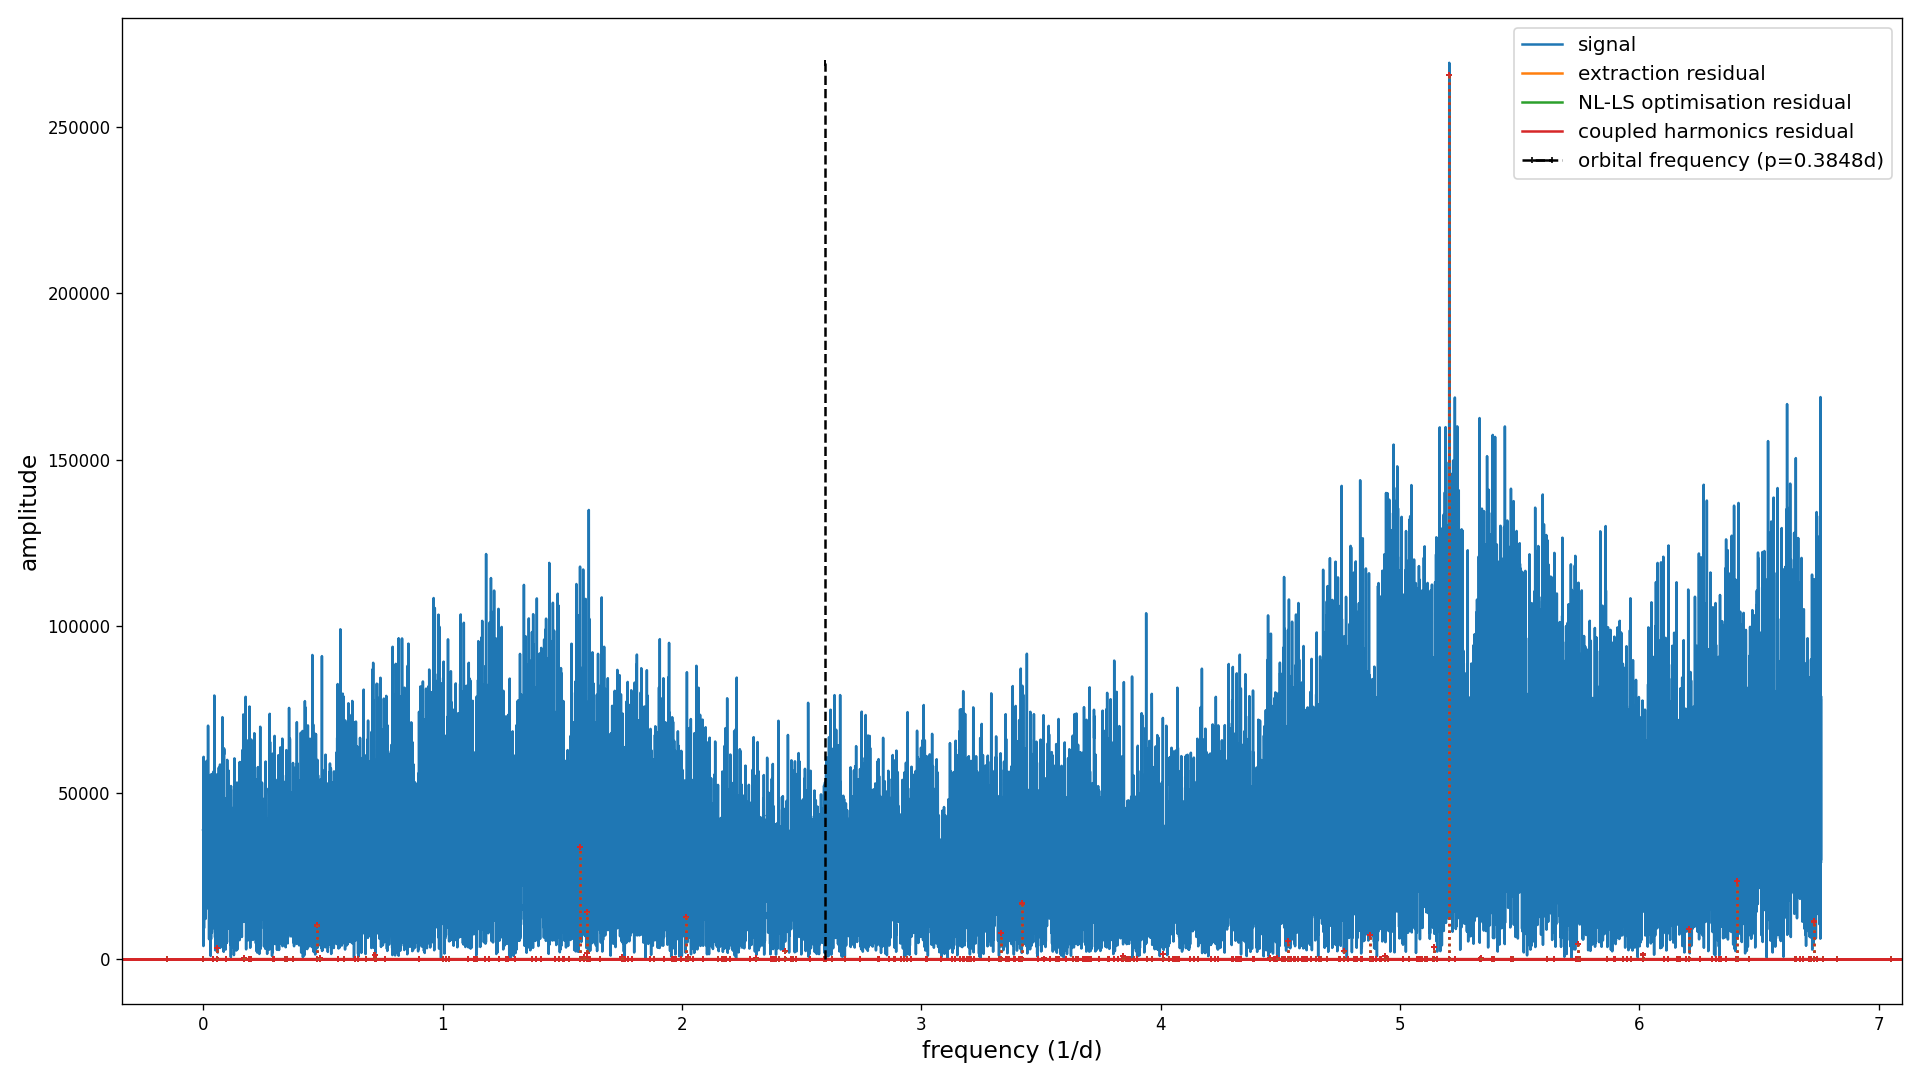 signal
extraction residual
NL-LS optimisation residual
coupled harmonics residual
orbital frequency (p=0.3848d)
250000
200000
150000
100000
50000
0
amplitude
0 1 2 3 4 5 6 7
frequency (1/d)